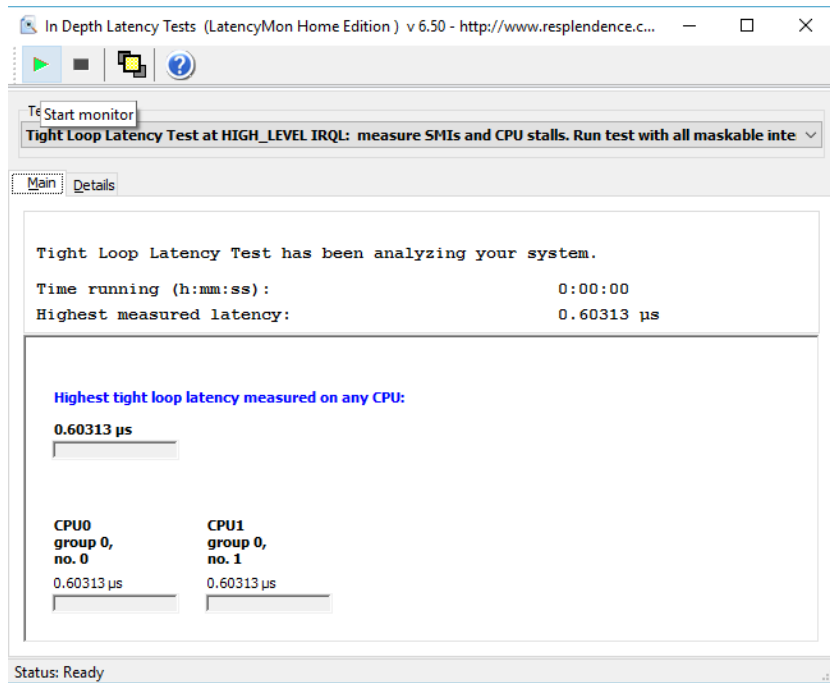 In Depth Latency Tests (LatencyMon Home Edition ) v 6.50 - http://www.resplendence.c...
Start monitor
Tight Loop Latency Test at HIGH_LEVEL IRQL: measure SMIs and CPU stalls. Run test with all maskable inte
Main Details
Tight Loop Latency Test has been analyzing your system.
Time running (h:mm:ss): 0:00:00
Highest measured latency: 0.60313 µs
Highest tight loop latency measured on any CPU:
0.60313 µs
CPU0 CPU1
group 0, group 0,
no. 0 no. 1
0.60313 µs 0.60313 µs
Status: Ready